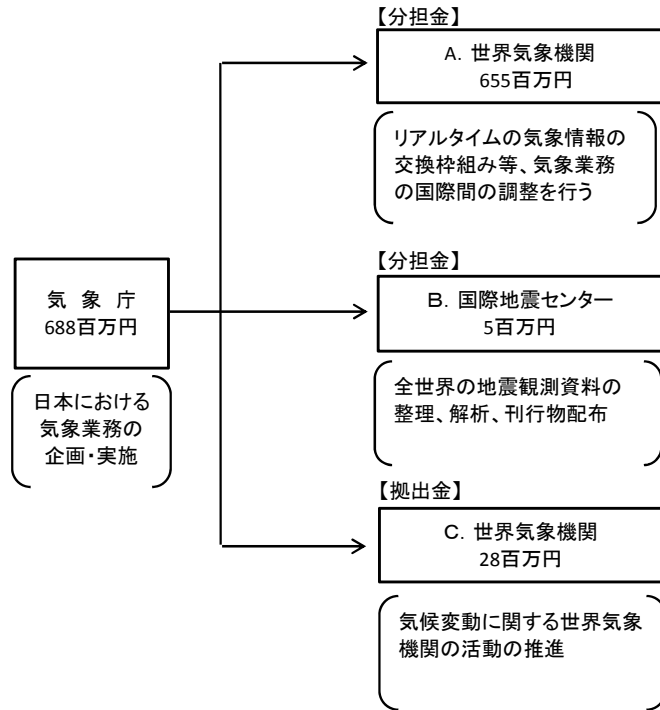 【分担金】
A. 世界気象機関
655百万円
リアルタイムの気象情報の
交換枠組み等、気象業務
の国際間の調整を行う
【分担金】
B. 国際地震センター
5百万円
全世界の地震観測資料の
整理、解析、刊行物配布
気 象 庁
688百万円
日本における
気象業務の
企画・実施
【拠出金】
C. 世界気象機関
28百万円
気候変動に関する世界気象
機関の活動の推進